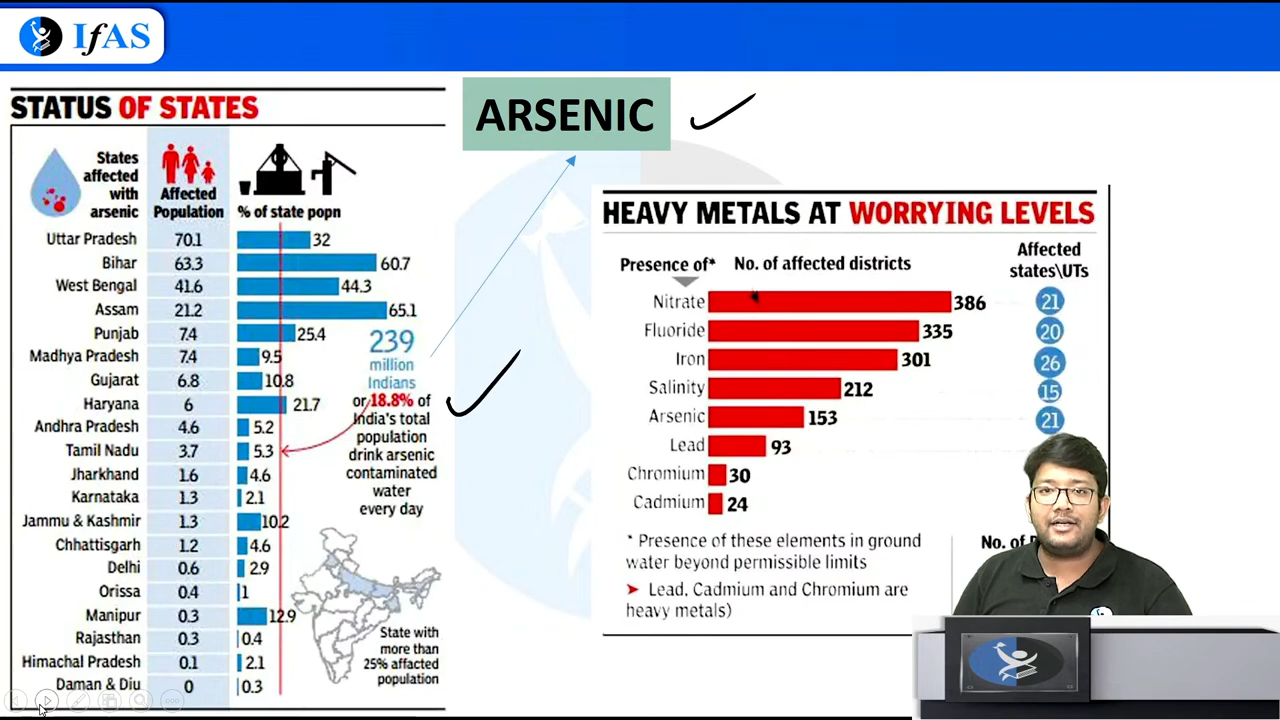 IfAS
STATUS OF STATES
States
affected
with
arsenic
Affected
Population
% of state popn
Uttar Pradesh 70.1 32
Bihar 63.3 60.7
West Bengal 41.6 44.3
Assam 21.2 65.1
Punjab 7.4 25.4
Madhya Pradesh 7.4 9.5
Gujarat 6.8 10.8
Haryana 6 21.7
Andhra Pradesh 4.6 5.2
Tamil Nadu 3.7 5.3
Jharkhand 1.6 4.6
Karnataka 1.3 2.1
Jammu & Kashmir 1.3 10.2
Chhattisgarh 1.2 4.6
Delhi 0.6 2.9
Orissa 0.4 1
Manipur 0.3 12.9
Rajasthan 0.3 0.4
Himachal Pradesh 0.1 2.1
Daman & Diu 0 0.3
239
million
Indians
or 18.8% of
India's total
population
drink arsenic
contaminated
water
every day
State with
more than
25% affected
population
ARSENIC
HEAVY METALS AT WORRYING LEVELS
Presence of* No. of affected districts
Affected
states\UTs
Nitrate 386 21
Fluoride 335 20
Iron 301 26
Salinity 212 15
Arsenic 153 21
Lead 93
Chromium 30
Cadmium 24
* Presence of these elements in ground
water beyond permissible limits
Lead, Cadmium and Chromium are
heavy metals)
No. of